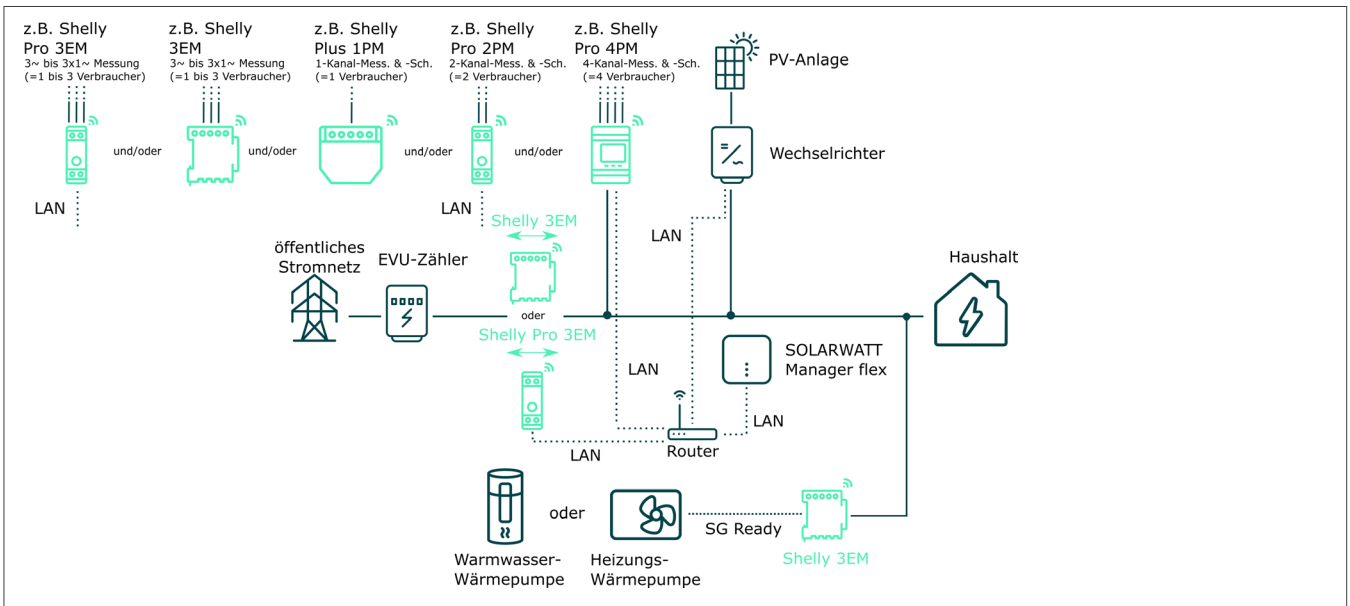 z.B. Shelly
Pro 3EM
3~ bis 3x1~ Messung
(=1 bis 3 Verbraucher)
z.B. Shelly
3EM
3~ bis 3x1~ Messung
(=1 bis 3 Verbraucher)
z.B. Shelly
Plus 1PM
1-Kanal-Mess. & -Sch.
(=1 Verbraucher)
z.B. Shelly
Pro 2PM
2-Kanal-Mess. & -Sch.
(=2 Verbraucher)
z.B. Shelly
Pro 4PM
4-Kanal-Mess. & -Sch.
(=4 Verbraucher)
PV-Anlage
und/oder
und/oder
und/oder
und/oder
Wechselrichter
LAN
LAN
Shelly 3EM
LAN
öffentliches
Stromnetz
EVU-Zähler
Haushalt
oder
Shelly Pro 3EM
SOLARWATT
Manager flex
LAN
LAN
Router
LAN
oder
SG Ready
Warmwasser-
Wärmepumpe
Heizungs-
Wärmepumpe
Shelly 3EM